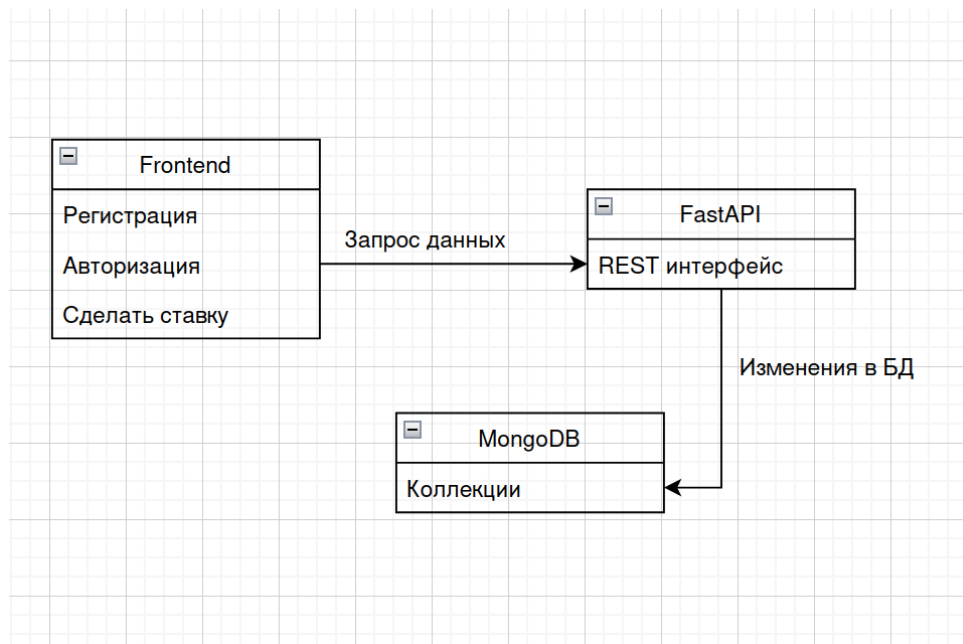 Frontend
Регистрация
Авторизация
Сделать ставку
Запрос данных
FastAPI
REST интерфейс
Изменения в БД
MongoDB
Коллекции